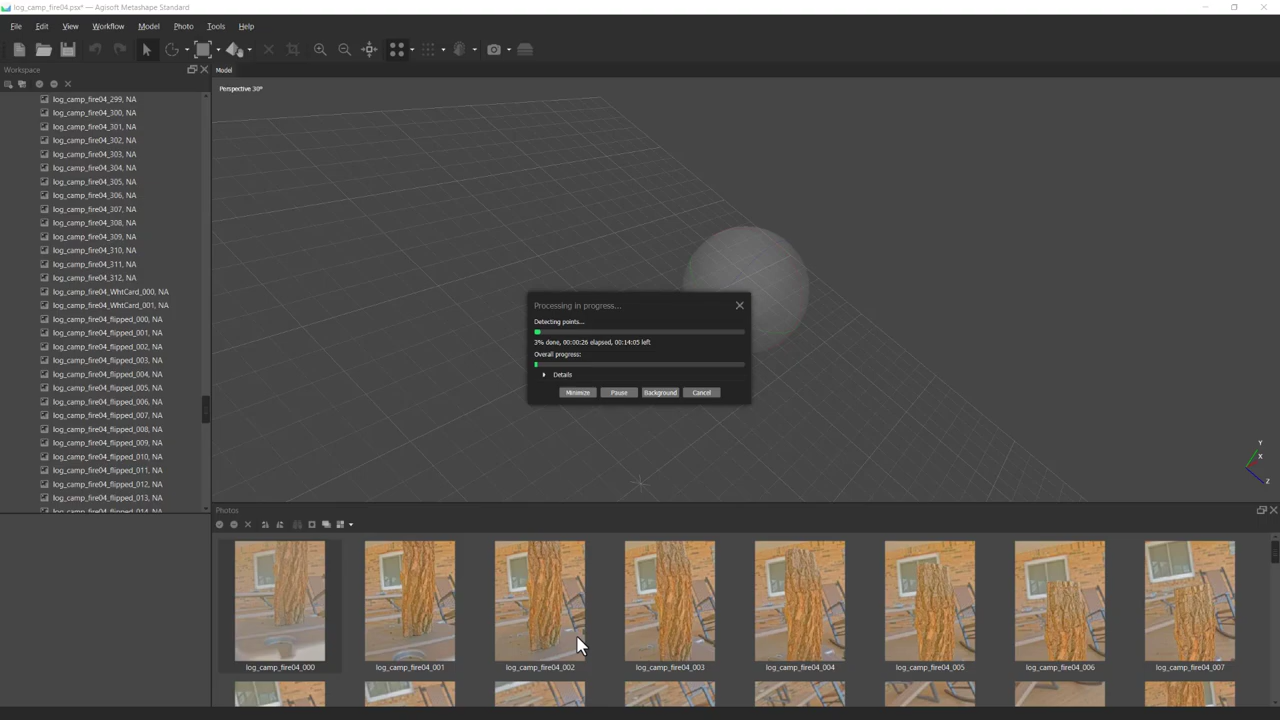 log_camp_fire04.psx* — Agisoft Metashape Standard
File Edit View Workflow Model Photo Tools Help
Workspace
Model
Perspective 30°
log_camp_fire04_299, NA
log_camp_fire04_300, NA
log_camp_fire04_301, NA
log_camp_fire04_302, NA
log_camp_fire04_303, NA
log_camp_fire04_304, NA
log_camp_fire04_305, NA
log_camp_fire04_306, NA
log_camp_fire04_307, NA
log_camp_fire04_308, NA
log_camp_fire04_309, NA
log_camp_fire04_310, NA
log_camp_fire04_311, NA
log_camp_fire04_312, NA
log_camp_fire04_WhtCard_000, NA
log_camp_fire04_WhtCard_001, NA
log_camp_fire04_flipped_000, NA
log_camp_fire04_flipped_001, NA
log_camp_fire04_flipped_002, NA
log_camp_fire04_flipped_003, NA
log_camp_fire04_flipped_004, NA
log_camp_fire04_flipped_005, NA
log_camp_fire04_flipped_006, NA
log_camp_fire04_flipped_007, NA
log_camp_fire04_flipped_008, NA
log_camp_fire04_flipped_009, NA
log_camp_fire04_flipped_010, NA
log_camp_fire04_flipped_011, NA
log_camp_fire04_flipped_012, NA
log_camp_fire04_flipped_013, NA
log_camp_fire04_flipped_014, NA
Processing in progress...
Detecting points...
3% done, 00:00:26 elapsed, 00:14:05 left
Overall progress:
Details
Minimize Pause Background Cancel
Y
X
Z
Photos
log_camp_fire04_000 log_camp_fire04_001 log_camp_fire04_002 log_camp_fire04_003 log_camp_fire04_004 log_camp_fire04_005 log_camp_fire04_006 log_camp_fire04_007